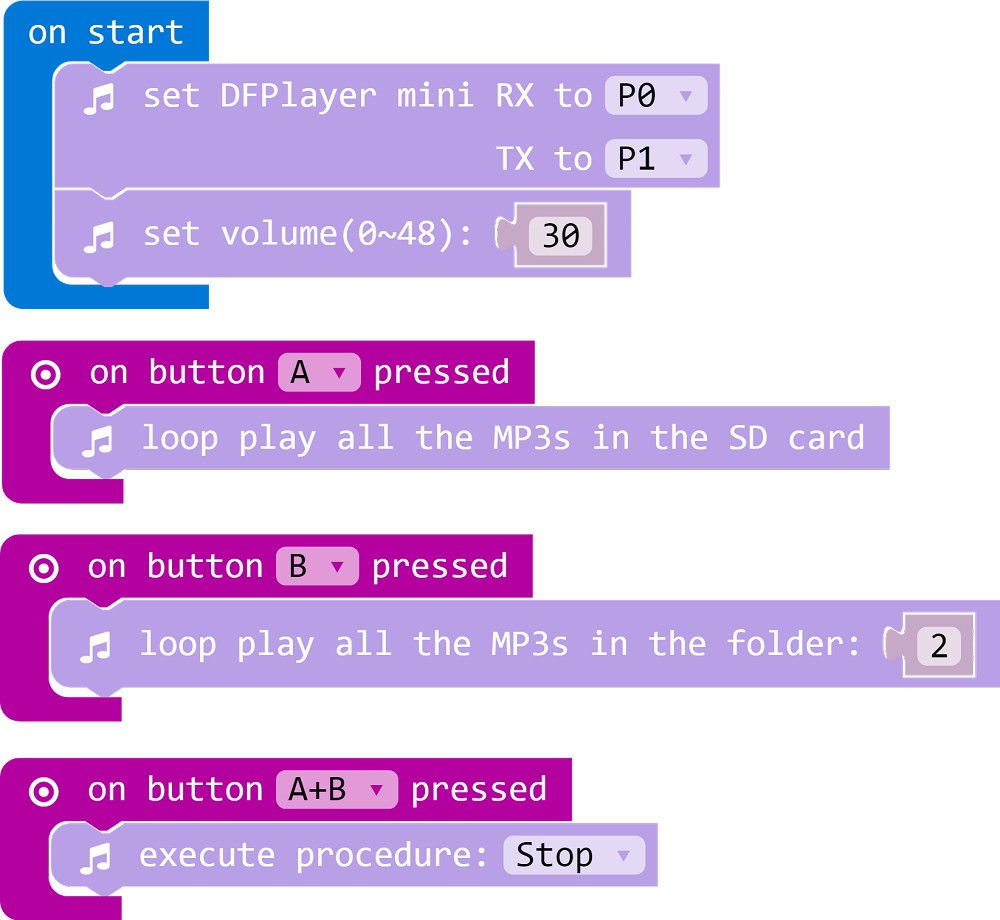 on start
set DFPlayer mini RX to P0
TX to P1
set volume(0~48): 30
on button A pressed
loop play all the MP3s in the SD card
on button B pressed
loop play all the MP3s in the folder: 2
on button A+B pressed
execute procedure: Stop